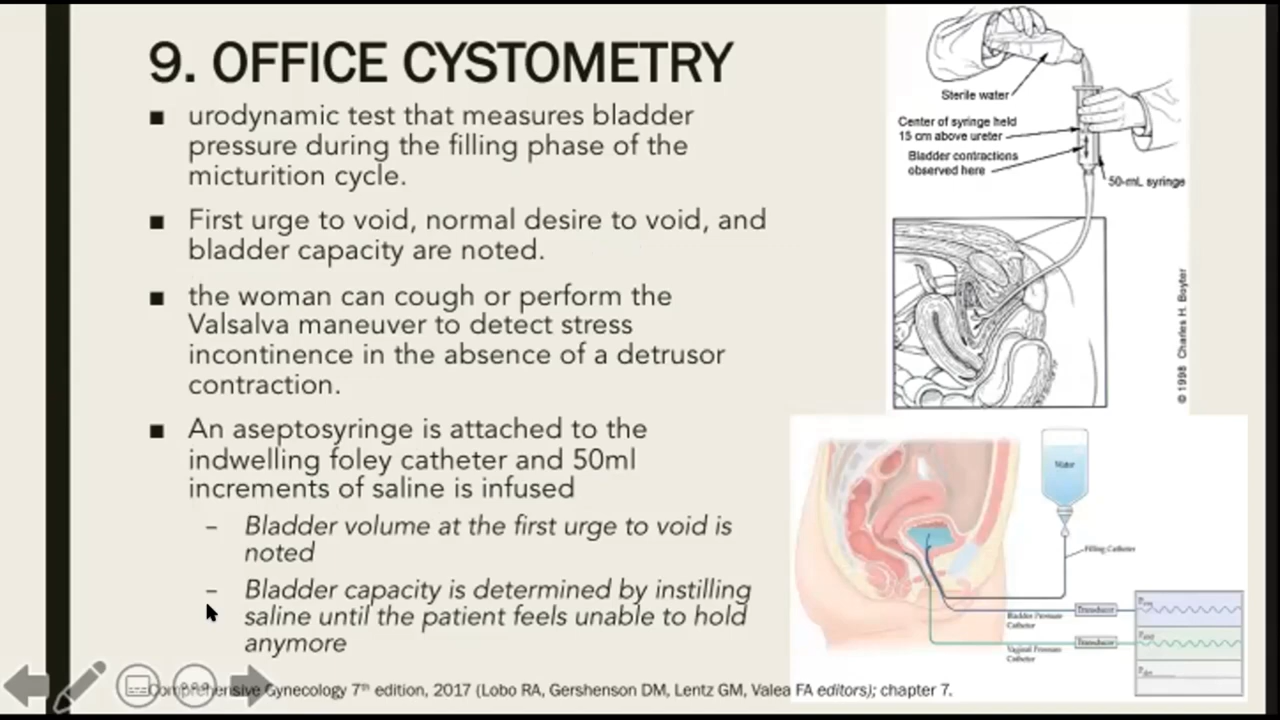 9. OFFICE CYSTOMETRY
■ urodynamic test that measures bladder
pressure during the filling phase of the
micturition cycle.
■ First urge to void, normal desire to void, and
bladder capacity are noted.
■ the woman can cough or perform the
Valsalva maneuver to detect stress
incontinence in the absence of a detrusor
contraction.
■ An aseptosyringe is attached to the
indwelling foley catheter and 50ml
increments of saline is infused
– Bladder volume at the first urge to void is
noted
– Bladder capacity is determined by instilling
saline until the patient feels unable to hold
anymore
Comprehensive Gynecology 7th edition, 2017 (Lobo RA, Gershenson DM, Lentz GM, Valea FA editors); chapter 7.
Sterile water
Center of syringe held
15 cm above ureter
Bladder contractions
observed here
50-mL syringe
© 1998 Charles H. Boyter
Water
Filling Catheter
Bladder Pressure
Catheter
Transducer
Vaginal Pressure
Catheter
Transducer